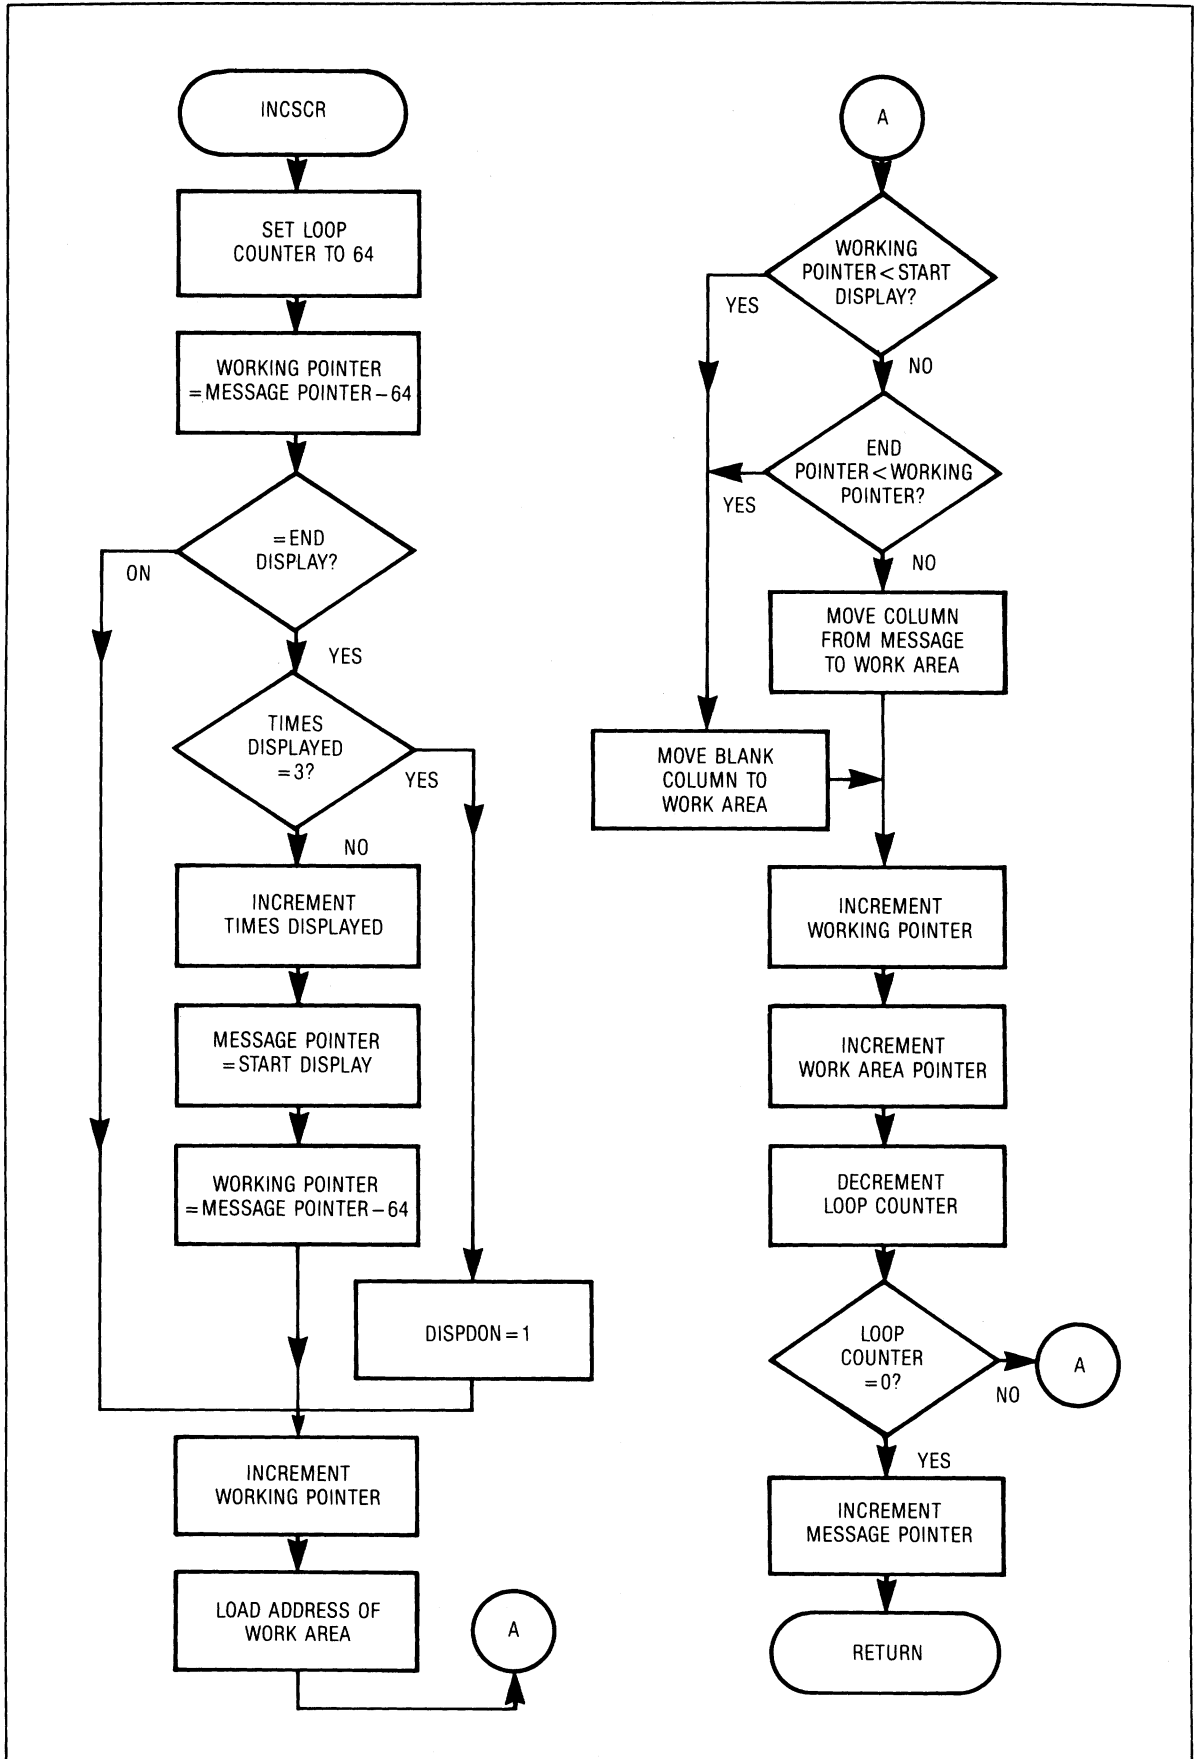 INCSCR
SET LOOP
COUNTER TO 64
WORKING POINTER
=MESSAGE POINTER–64
=END
DISPLAY?
ON
YES
TIMES
DISPLAYED
=3?
YES
NO
INCREMENT
TIMES DISPLAYED
MESSAGE POINTER
=START DISPLAY
WORKING POINTER
=MESSAGE POINTER–64
DISPDON=1
INCREMENT
WORKING POINTER
LOAD ADDRESS OF
WORK AREA
A
A
WORKING
POINTER<START
DISPLAY?
YES
NO
END
POINTER<WORKING
POINTER?
YES
NO
MOVE COLUMN
FROM MESSAGE
TO WORK AREA
MOVE BLANK
COLUMN TO
WORK AREA
INCREMENT
WORKING POINTER
INCREMENT
WORK AREA POINTER
DECREMENT
LOOP COUNTER
LOOP
COUNTER
=0?
NO
A
YES
INCREMENT
MESSAGE POINTER
RETURN